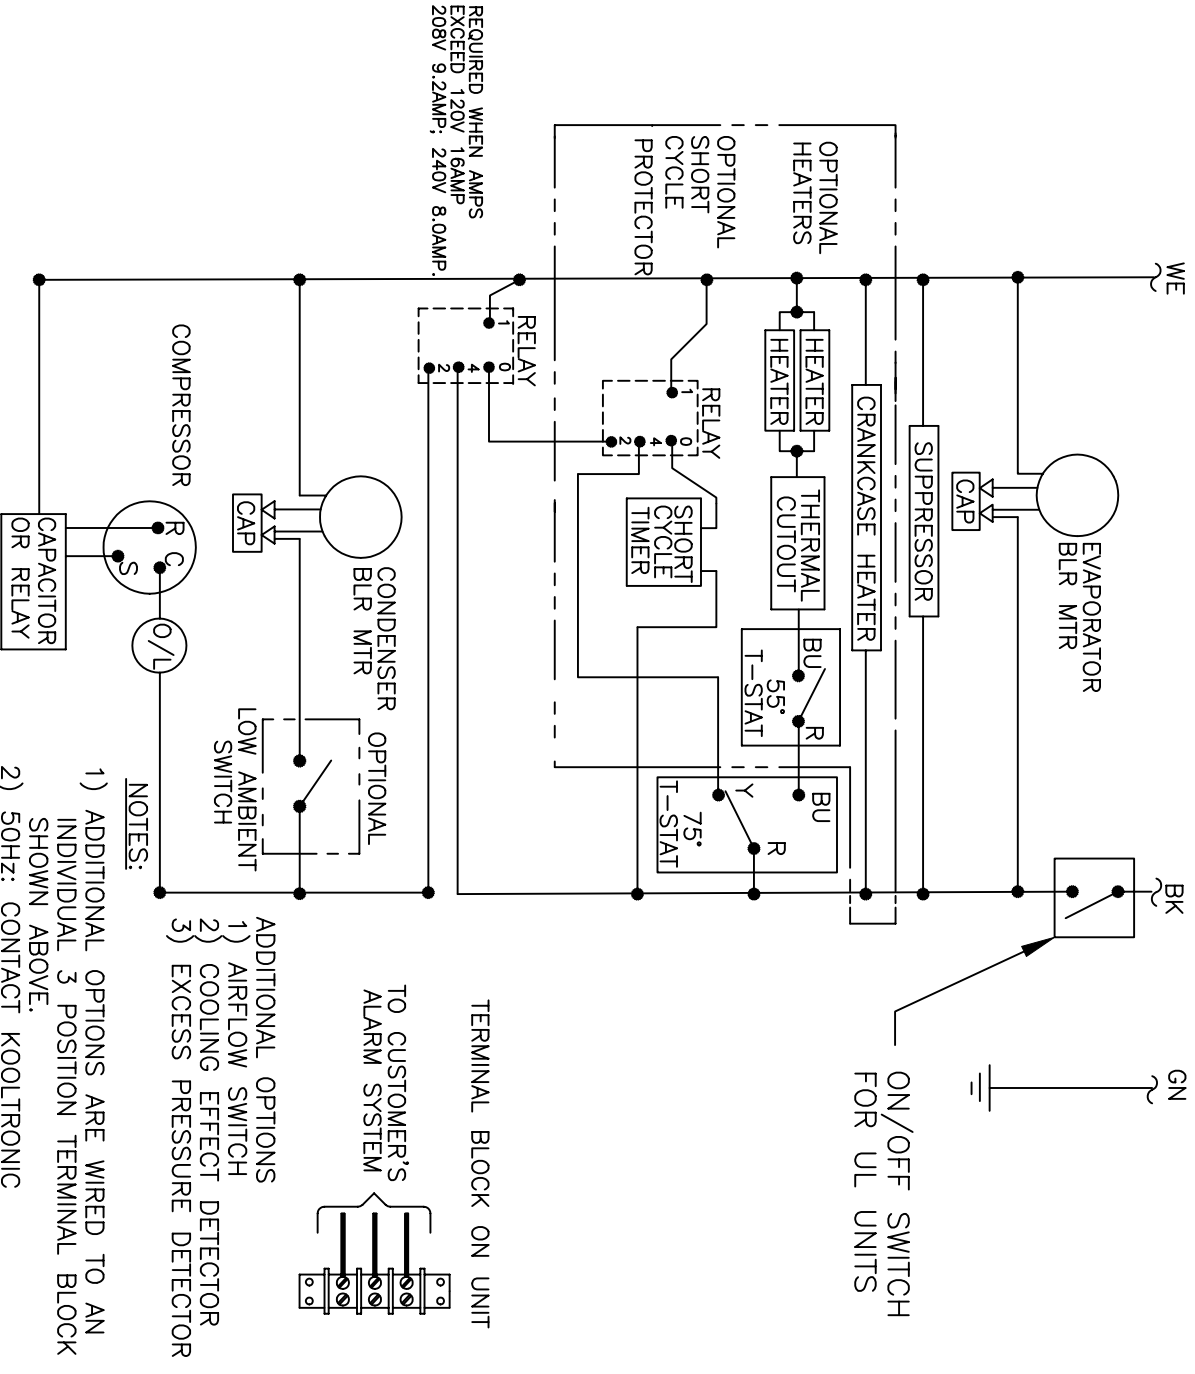 WE
BK
GN
EVAPORATOR
BLR MTR
CAP
ON/OFF SWITCH
FOR UL UNITS
SUPPRESSOR
CRANKCASE HEATER
OPTIONAL
HEATERS
HEATER
HEATER
THERMAL
CUTOUT
BU
R
55°
T-STAT
BU
Y
R
75°
T-STAT
OPTIONAL
SHORT
CYCLE
PROTECTOR
RELAY
1
0
4
2
SHORT
CYCLE
TIMER
RELAY
1
0
4
2
REQUIRED WHEN AMPS
EXCEED 120V 16AMP
208V 9.2AMP; 240V 8.0AMP.
CONDENSER
BLR MTR
CAP
OPTIONAL
LOW AMBIENT
SWITCH
COMPRESSOR
R
C
S
O/L
CAPACITOR
OR RELAY
TERMINAL BLOCK ON UNIT
TO CUSTOMER'S
ALARM SYSTEM
ADDITIONAL OPTIONS
1) AIRFLOW SWITCH
2) COOLING EFFECT DETECTOR
3) EXCESS PRESSURE DETECTOR
NOTES:
1) ADDITIONAL OPTIONS ARE WIRED TO AN
INDIVIDUAL 3 POSITION TERMINAL BLOCK
SHOWN ABOVE.
2) 50Hz: CONTACT KOOLTRONIC